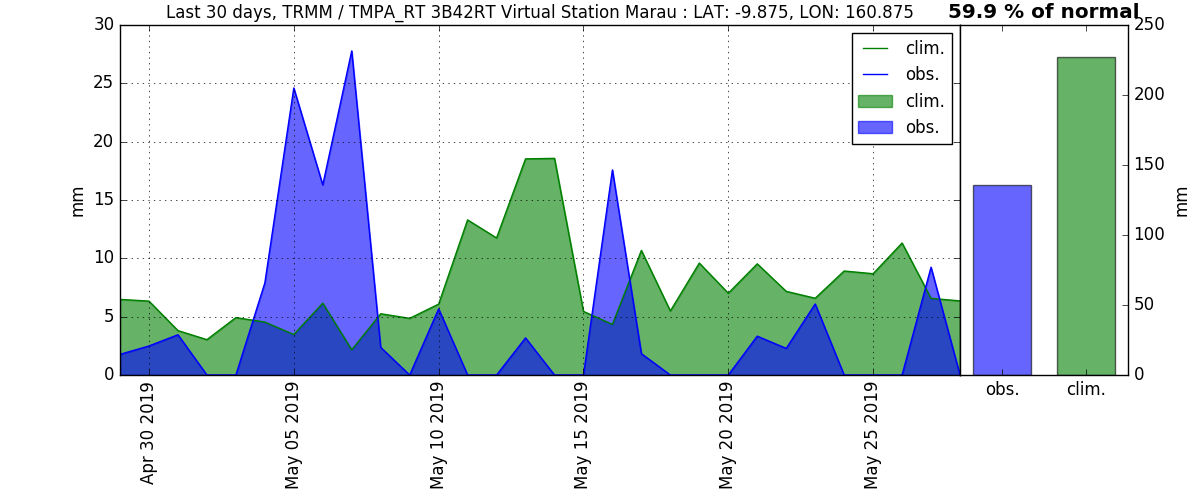 Last 30 days, TRMM / TMPA_RT 3B42RT Virtual Station Marau : LAT: -9.875, LON: 160.875
59.9 % of normal
30
25
20
15
10
5
0
mm
clim.
obs.
clim.
obs.
250
200
150
100
50
0
mm
Apr 30 2019
May 05 2019
May 10 2019
May 15 2019
May 20 2019
May 25 2019
obs.
clim.